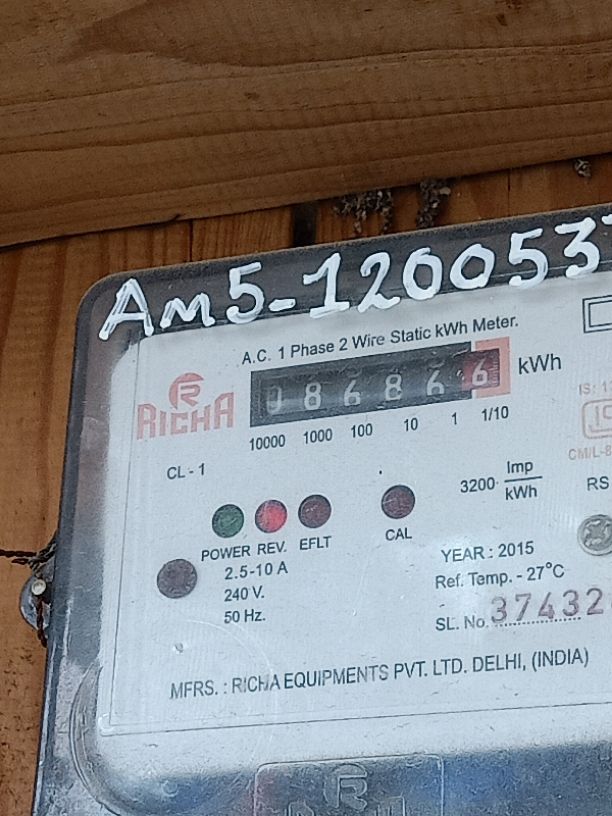 Am5-120053
A.C. 1 Phase 2 Wire Static kWh Meter.
RICHA
086866 kWh
10000 1000 100 10 1 1/10
CL - 1
3200 Imp/kWh
RS
POWER REV. EFLT
CAL
2.5-10 A
240 V.
50 Hz.
YEAR : 2015
Ref. Temp. - 27°C
SL. No. 37432
MFRS. : RICHA EQUIPMENTS PVT. LTD. DELHI, (INDIA)